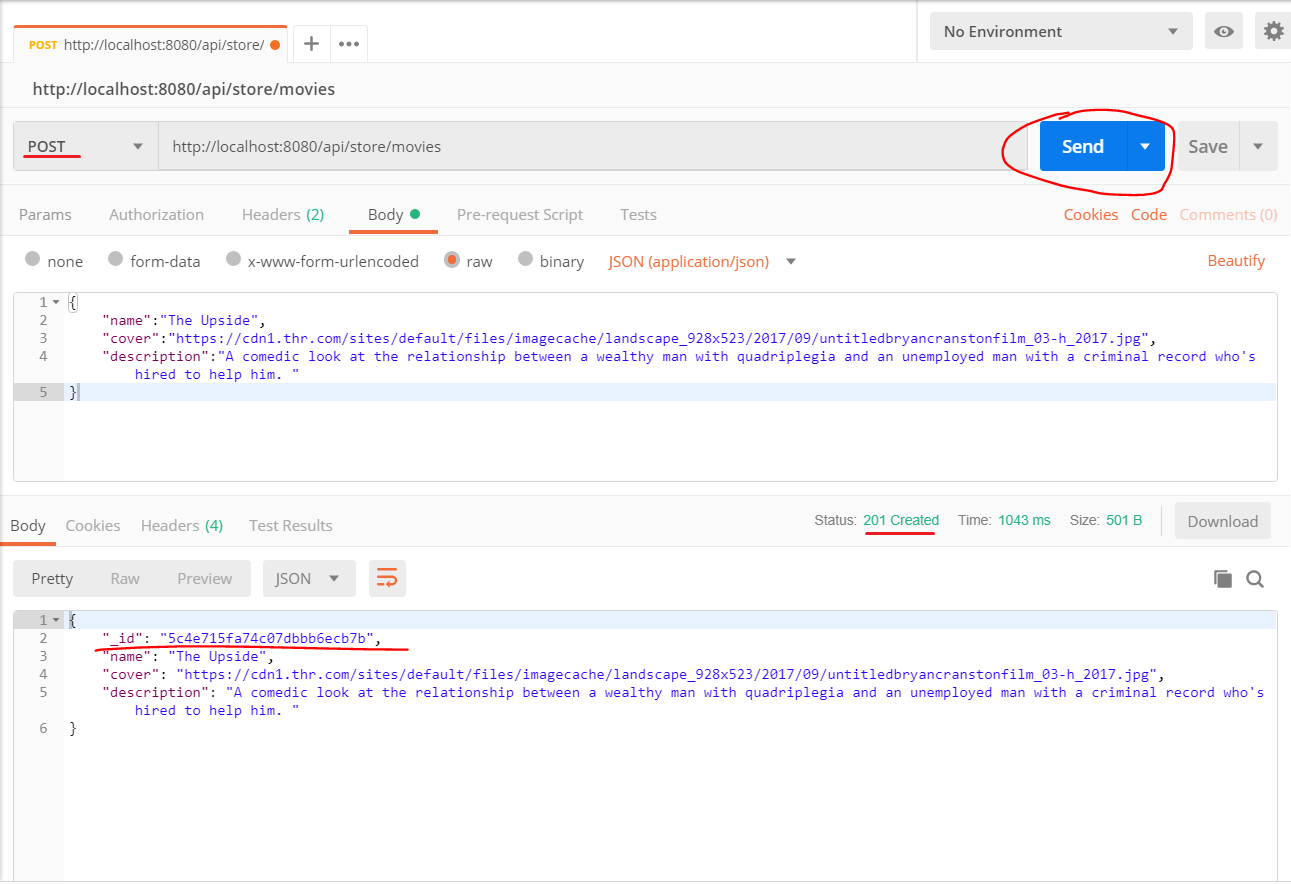 POST http://localhost:8080/api/store/
No Environment
http://localhost:8080/api/store/movies
POST http://localhost:8080/api/store/movies Send Save
Params Authorization Headers (2) Body Pre-request Script Tests Cookies Code Comments (0)
none form-data x-www-form-urlencoded raw binary JSON (application/json) Beautify
1 {
2 "name":"The Upside",
3 "cover":"https://cdn1.thr.com/sites/default/files/imagecache/landscape_928x523/2017/09/untitledbryancranstonfilm_03-h_2017.jpg",
4 "description":"A comedic look at the relationship between a wealthy man with quadriplegia and an unemployed man with a criminal record who's
hired to help him. "
5 }
Body Cookies Headers (4) Test Results Status: 201 Created Time: 1043 ms Size: 501 B Download
Pretty Raw Preview JSON
1 {
2 "_id": "5c4e715fa74c07dbbb6ecb7b",
3 "name": "The Upside",
4 "cover": "https://cdn1.thr.com/sites/default/files/imagecache/landscape_928x523/2017/09/untitledbryancranstonfilm_03-h_2017.jpg",
5 "description": "A comedic look at the relationship between a wealthy man with quadriplegia and an unemployed man with a criminal record who's
hired to help him. "
6 }